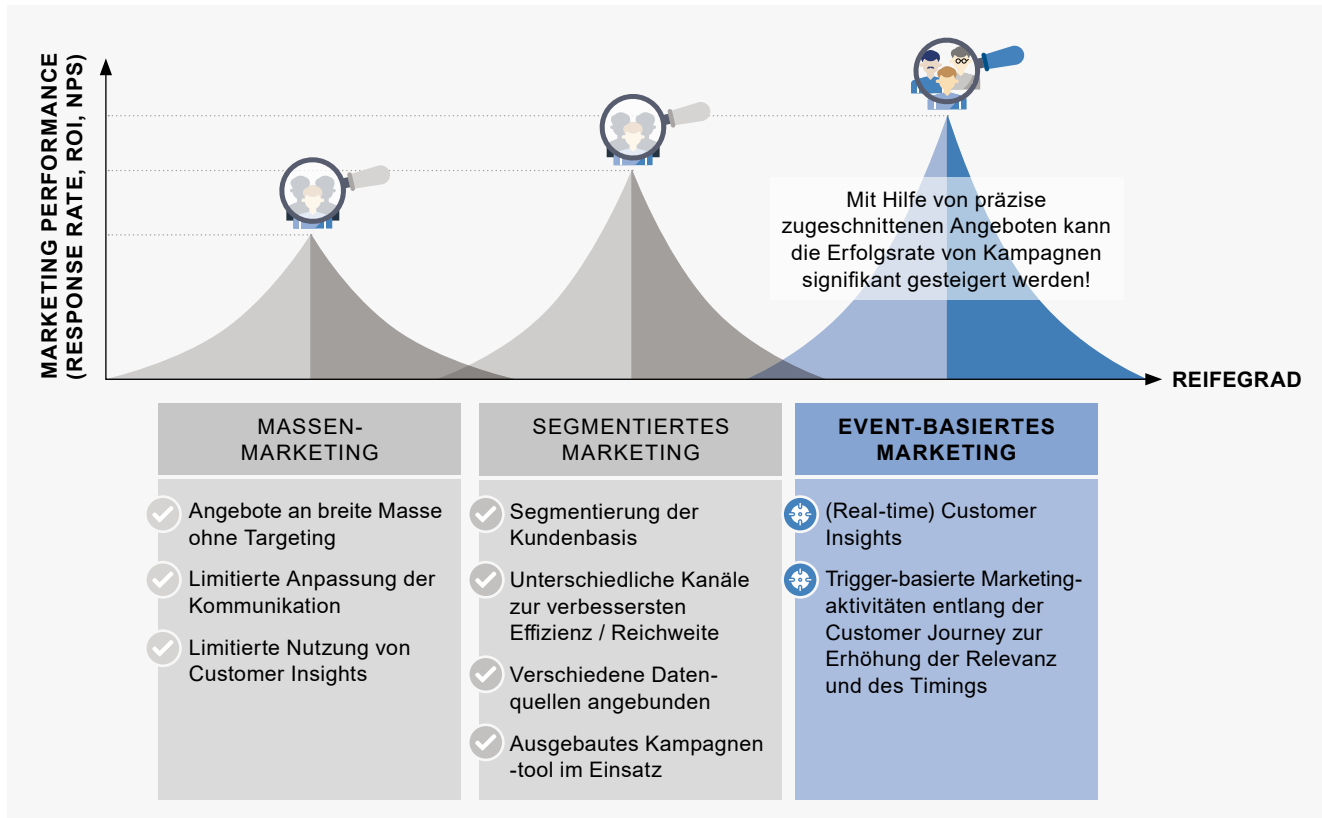 MARKETING PERFORMANCE
(RESPONSE RATE, ROI, NPS)
Mit Hilfe von präzise
zugeschnittenen Angeboten kann
die Erfolgsrate von Kampagnen
signifikant gesteigert werden!
REIFEGRAD
MASSEN-
MARKETING
Angebote an breite Masse
ohne Targeting
Limitierte Anpassung der
Kommunikation
Limitierte Nutzung von
Customer Insights
SEGMENTIERTES
MARKETING
Segmentierung der
Kundenbasis
Unterschiedliche Kanäle
zur verbessersten
Effizienz / Reichweite
Verschiedene Daten-
quellen angebunden
Ausgebautes Kampagnen
-tool im Einsatz
EVENT-BASIERTES
MARKETING
(Real-time) Customer
Insights
Trigger-basierte Marketing-
aktivitäten entlang der
Customer Journey zur
Erhöhung der Relevanz
und des Timings